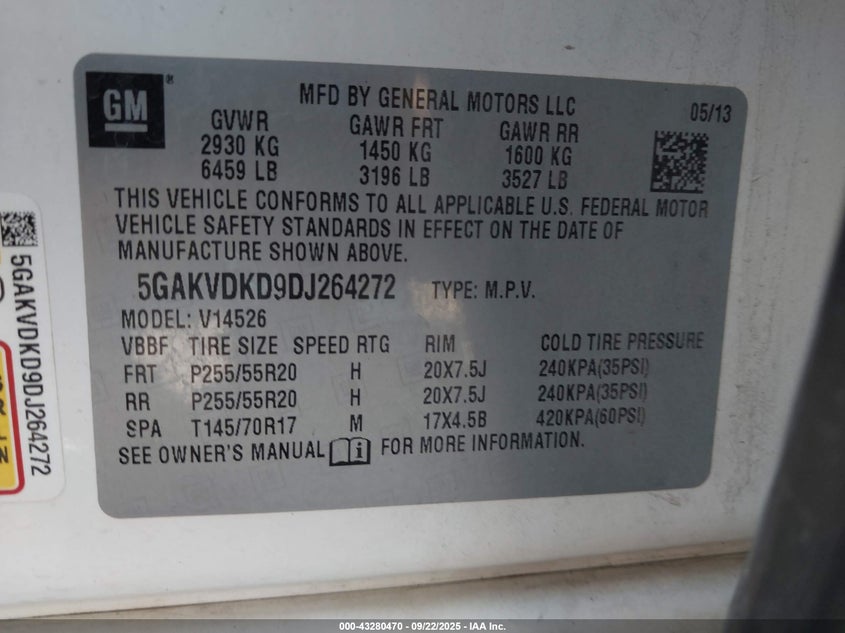 GM ®
MFD BY GENERAL MOTORS LLC
05/13
GVWR GAWR FRT GAWR RR
2930 KG 1450 KG 1600 KG
6459 LB 3196 LB 3527 LB
THIS VEHICLE CONFORMS TO ALL APPLICABLE U.S. FEDERAL MOTOR
VEHICLE SAFETY STANDARDS IN EFFECT ON THE DATE OF
MANUFACTURE SHOWN ABOVE.
5GAKVDKD9DJ264272 TYPE: M.P.V.
MODEL: V14526
VBBF TIRE SIZE SPEED RTG RIM COLD TIRE PRESSURE
FRT P255/55R20 H 20X7.5J 240KPA(35PSI)
RR P255/55R20 H 20X7.5J 240KPA(35PSI)
SPA T145/70R17 M 17X4.5B 420KPA(60PSI)
SEE OWNER'S MANUAL i FOR MORE INFORMATION.
5GAKVDKD9DJ264272
000-43280470 - 09/22/2025 - IAA Inc.